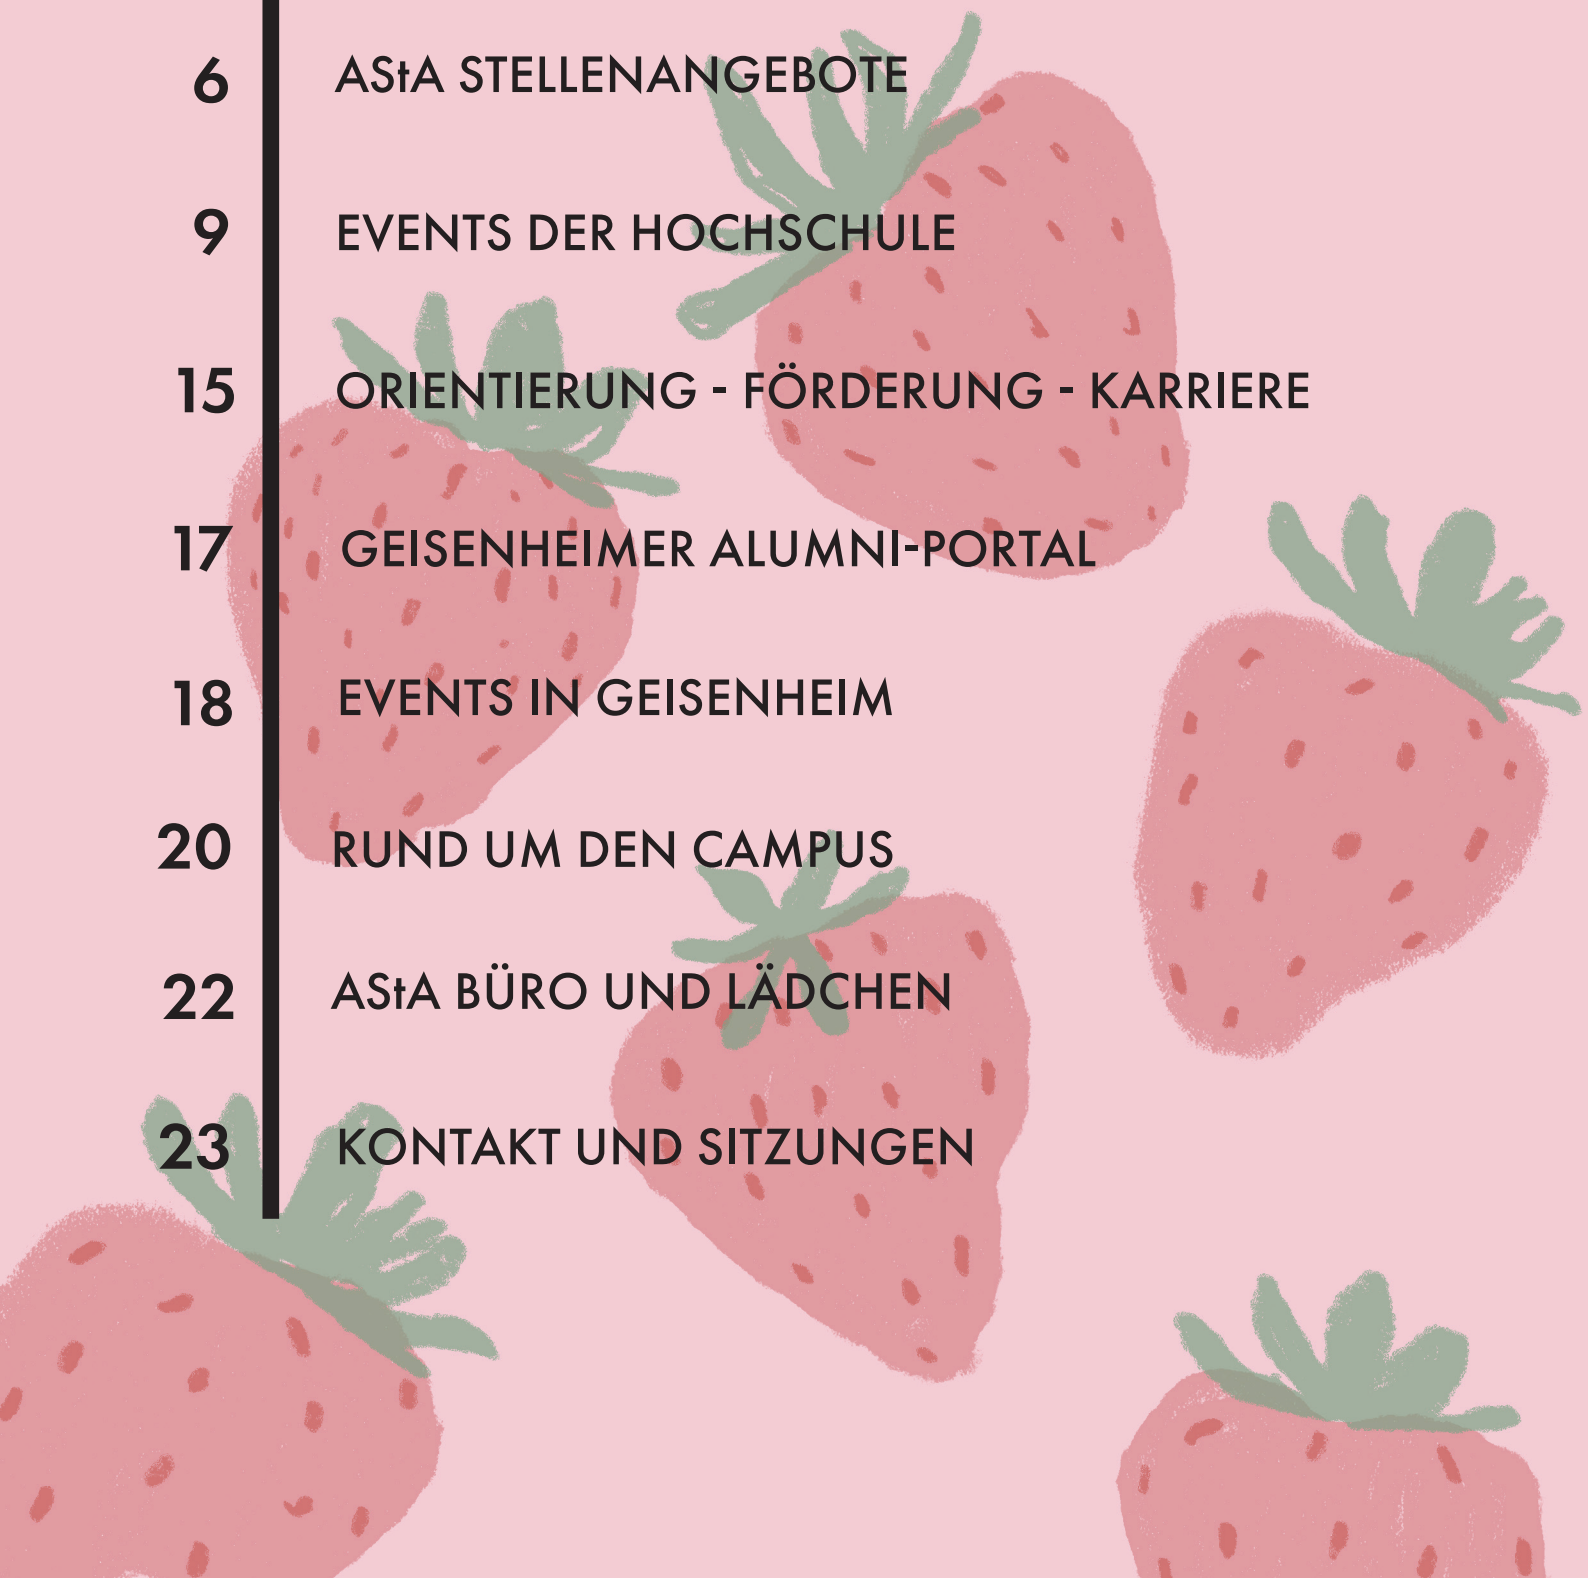 6 AStA STELLENANGEBOTE
9 EVENTS DER HOCHSCHULE
15 ORIENTIERUNG - FÖRDERUNG - KARRIERE
17 GEISENHEIMER ALUMNI-PORTAL
18 EVENTS IN GEISENHEIM
20 RUND UM DEN CAMPUS
22 AStA BÜRO UND LÄDCHEN
23 KONTAKT UND SITZUNGEN